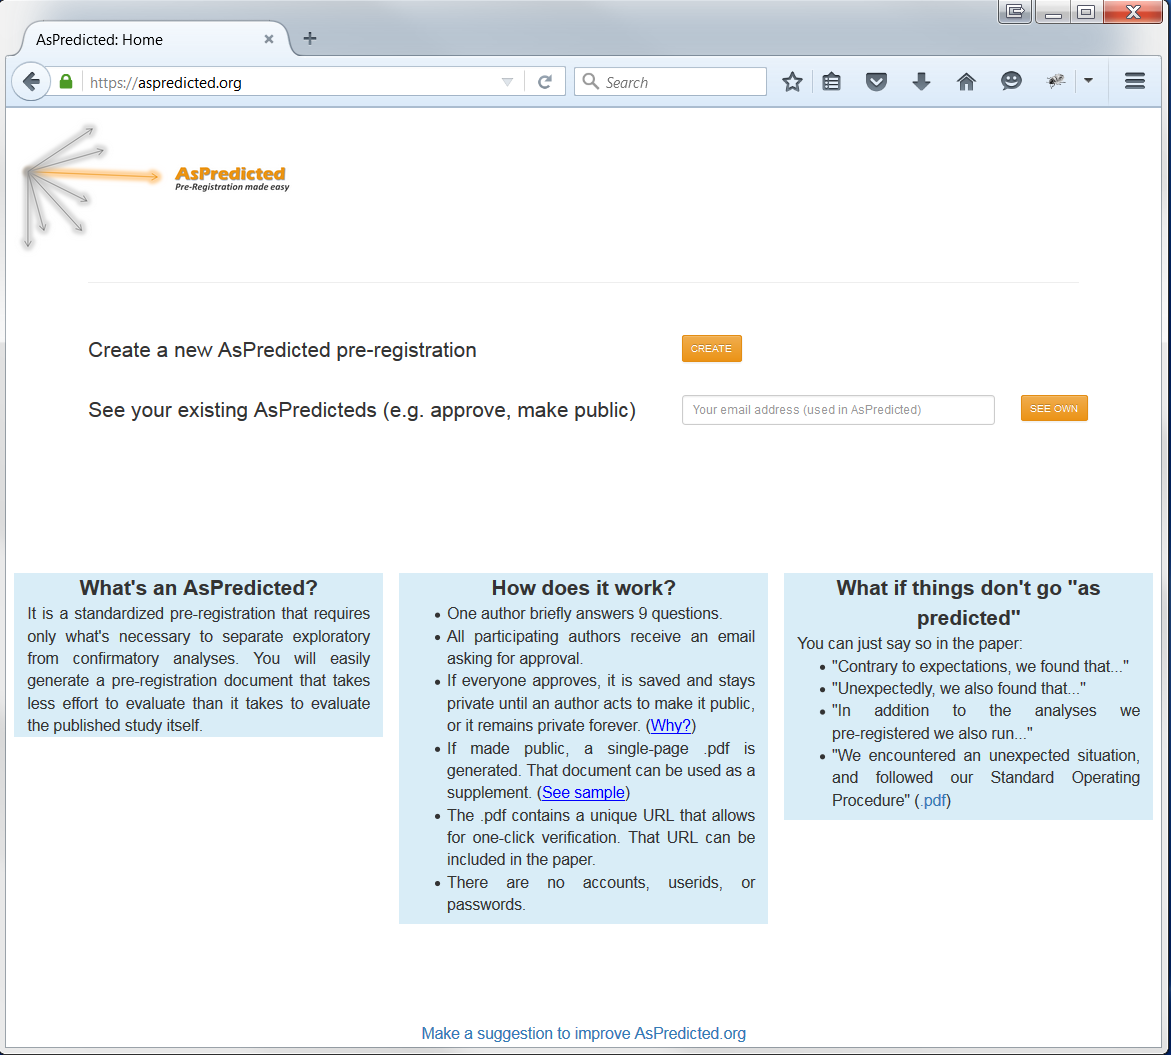 AsPredicted: Home
https://aspredicted.org
Search
AsPredicted
Pre-Registration made easy
Create a new AsPredicted pre-registration
CREATE
See your existing AsPredicteds (e.g. approve, make public)
Your email address (used in AsPredicted)
SEE OWN
What's an AsPredicted?
It is a standardized pre-registration that requires
only what's necessary to separate exploratory
from confirmatory analyses. You will easily
generate a pre-registration document that takes
less effort to evaluate than it takes to evaluate
the published study itself.
How does it work?
• One author briefly answers 9 questions.
• All participating authors receive an email
asking for approval.
• If everyone approves, it is saved and stays
private until an author acts to make it public,
or it remains private forever. (Why?)
• If made public, a single-page .pdf is
generated. That document can be used as a
supplement. (See sample)
• The .pdf contains a unique URL that allows
for one-click verification. That URL can be
included in the paper.
• There are no accounts, userids, or
passwords.
What if things don't go "as
predicted"
You can just say so in the paper:
• "Contrary to expectations, we found that..."
• "Unexpectedly, we also found that..."
• "In addition to the analyses we
pre-registered we also run..."
• "We encountered an unexpected situation,
and followed our Standard Operating
Procedure" (.pdf)
Make a suggestion to improve AsPredicted.org